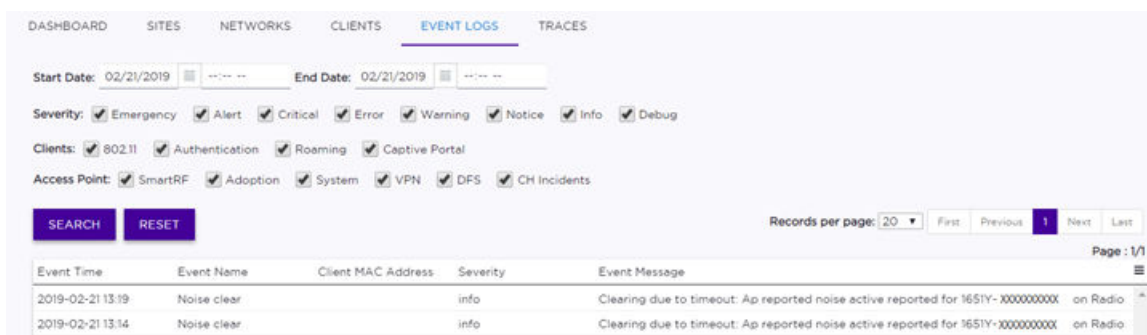 DASHBOARD SITES NETWORKS CLIENTS EVENT LOGS TRACES
Start Date: 02/21/2019 --:-- -- End Date: 02/21/2019 --:-- --
Severity: Emergency Alert Critical Error Warning Notice Info Debug
Clients: 802.11 Authentication Roaming Captive Portal
Access Point: SmartRF Adoption System VPN DFS CH Incidents
SEARCH RESET Records per page: 20 First Previous 1 Next Last
Page : 1/1
Event Time Event Name Client MAC Address Severity Event Message
2019-02-21 13:19 Noise clear info Clearing due to timeout: Ap reported noise active reported for 1651Y-XXXXXXXXXX on Radio
2019-02-21 13:14 Noise clear info Clearing due to timeout: Ap reported noise active reported for 1651Y-XXXXXXXXXX on Radio